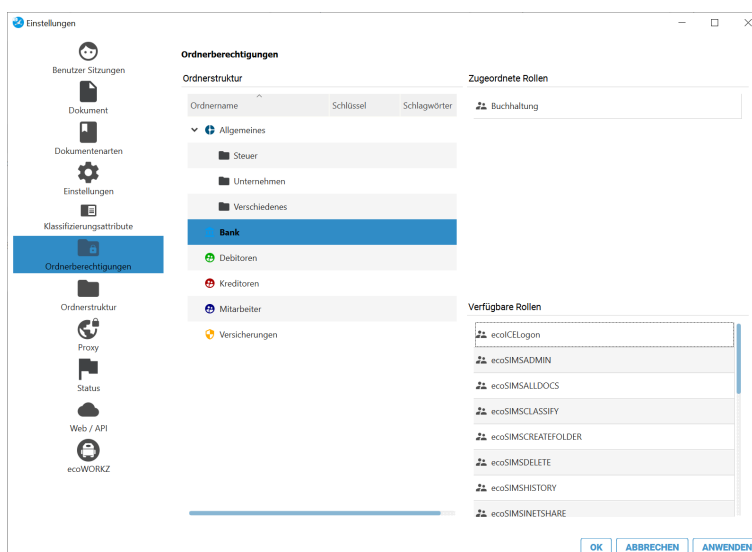 Einstellungen
Benutzer Sitzungen
Dokument
Dokumentenarten
Einstellungen
Klassifizierungsattribute
Ordnerberechtigungen
Ordnerstruktur
Proxy
Status
Web / API
ecoWORKZ
Ordnerberechtigungen
Ordnerstruktur
Ordnername Schlüssel Schlagwörter
Allgemeines
Steuer
Unternehmen
Verschiedenes
Bank
Debitoren
Kreditoren
Mitarbeiter
Versicherungen
Zugeordnete Rollen
Buchhaltung
Verfügbare Rollen
ecoICELogon
ecoSIMSADMIN
ecoSIMSALLDOCS
ecoSIMSCLASSIFY
ecoSIMSCREATEFOLDER
ecoSIMSDELETE
ecoSIMSHISTORY
ecoSIMSINETSHARE
OK ABBRECHEN ANWENDEN